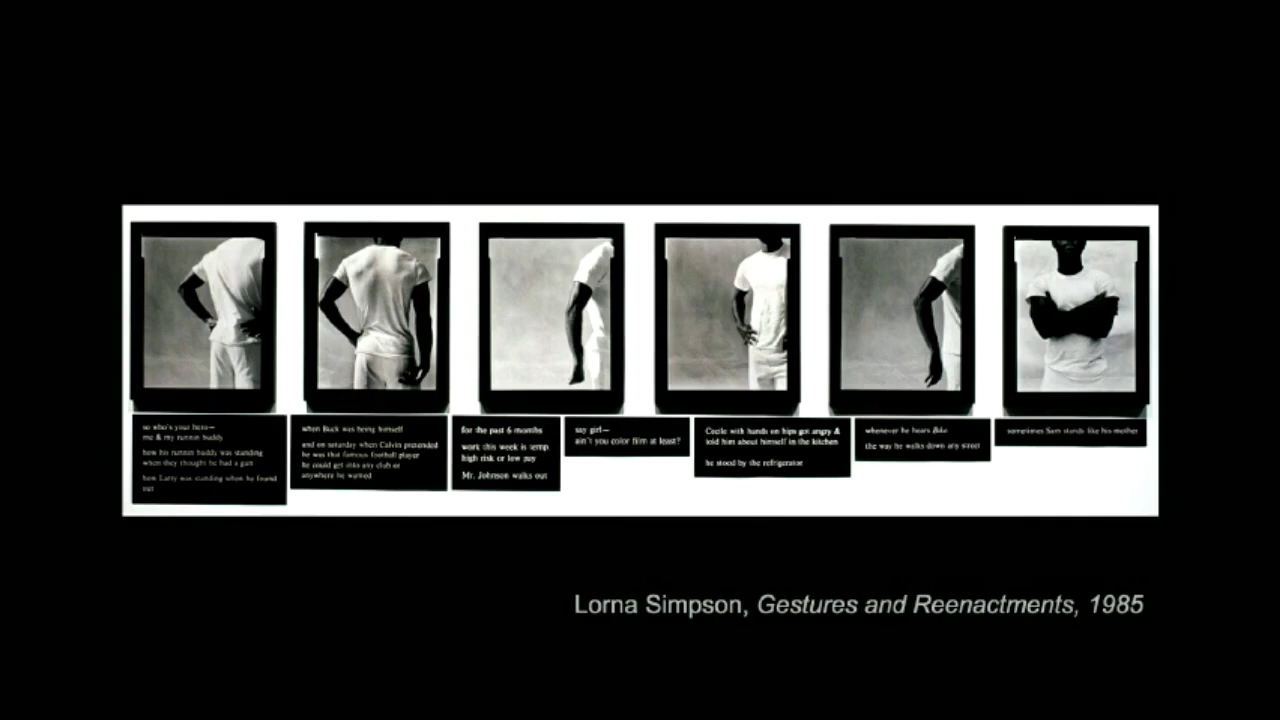 so who's your hero—
me & my runnin buddy
how his runnin buddy was standing
when they thought he had a gun
how Larry was standing when he found
out
when Buck was being himself
and on saturday when Calvin pretended
he was that famous football player
he could get into any club or
anywhere he wanted
for the past 6 months
work this week is temp.
high risk or low pay
Mr. Johnson walks out
say girl—
ain't you color film at least?
Cecile with hands on hips got angry &
told him about himself in the kitchen
he stood by the refrigerator
whenever he hears
the way he walks down any street
sometimes Sam stands like his mother
Lorna Simpson, Gestures and Reenactments, 1985